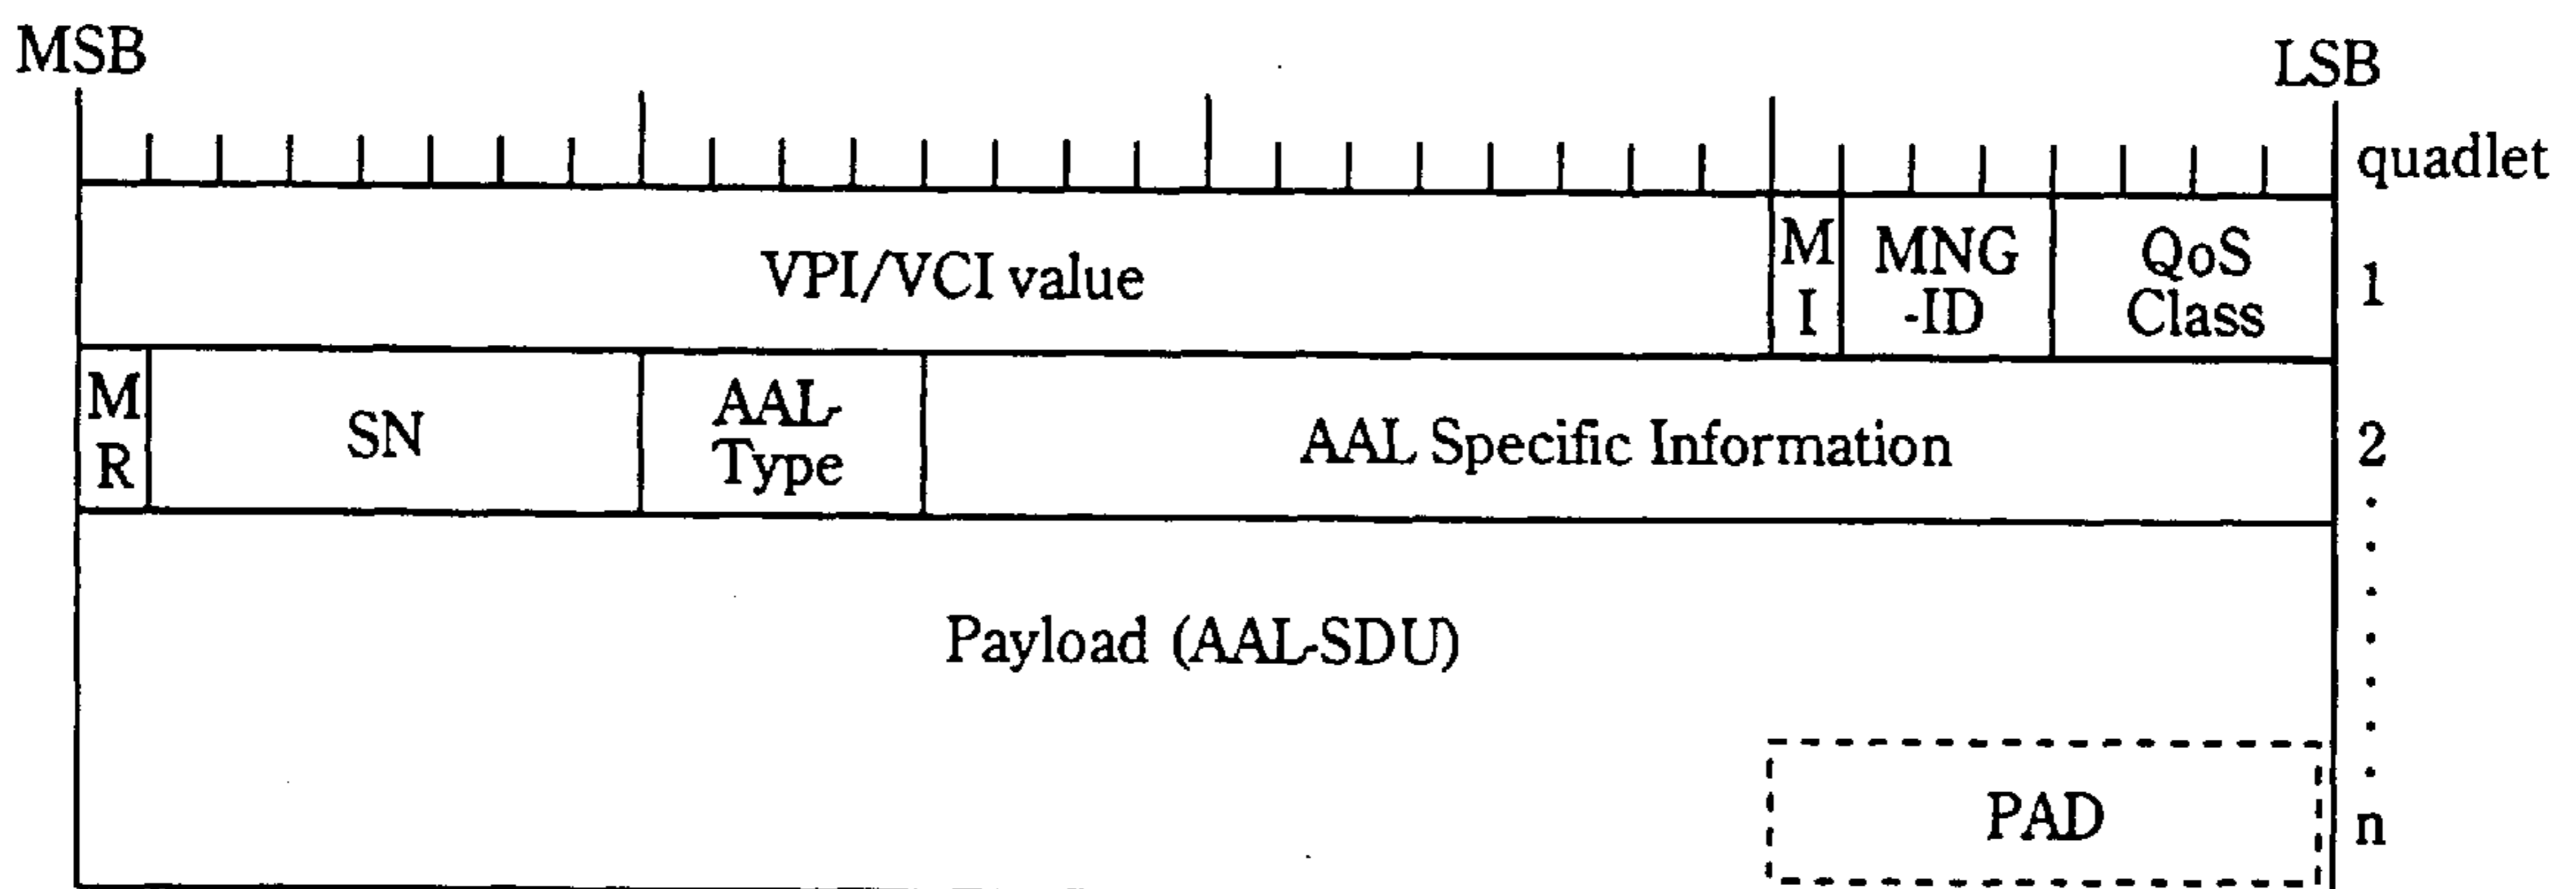 MSB
LSB
quadlet
VPI/VCI value
M
I
MNG
-ID
QoS
Class
1
M
R
SN
AAL-
Type
AAL Specific Information
2
Payload (AAL-SDU)
PAD
n